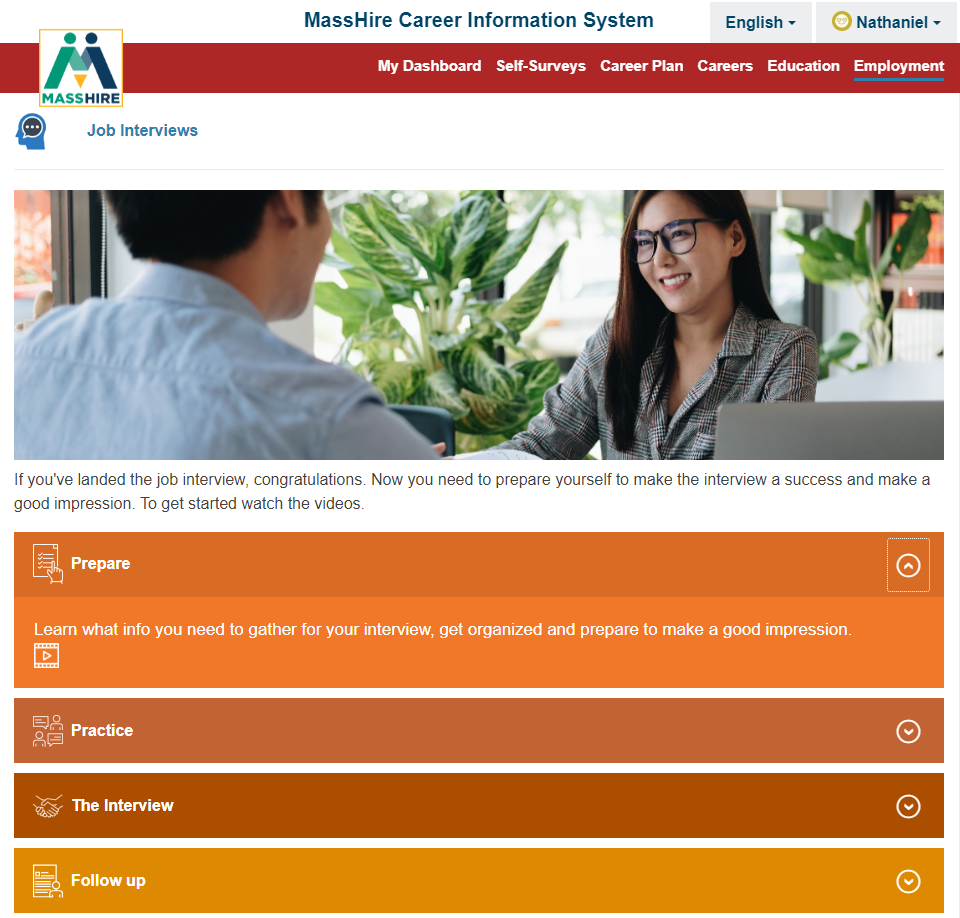 MassHire Career Information System
English
Nathaniel
MASSHIRE
My Dashboard Self-Surveys Career Plan Careers Education Employment
Job Interviews
If you've landed the job interview, congratulations. Now you need to prepare yourself to make the interview a success and make a
good impression. To get started watch the videos.
Prepare
Learn what info you need to gather for your interview, get organized and prepare to make a good impression.
Practice
The Interview
Follow up